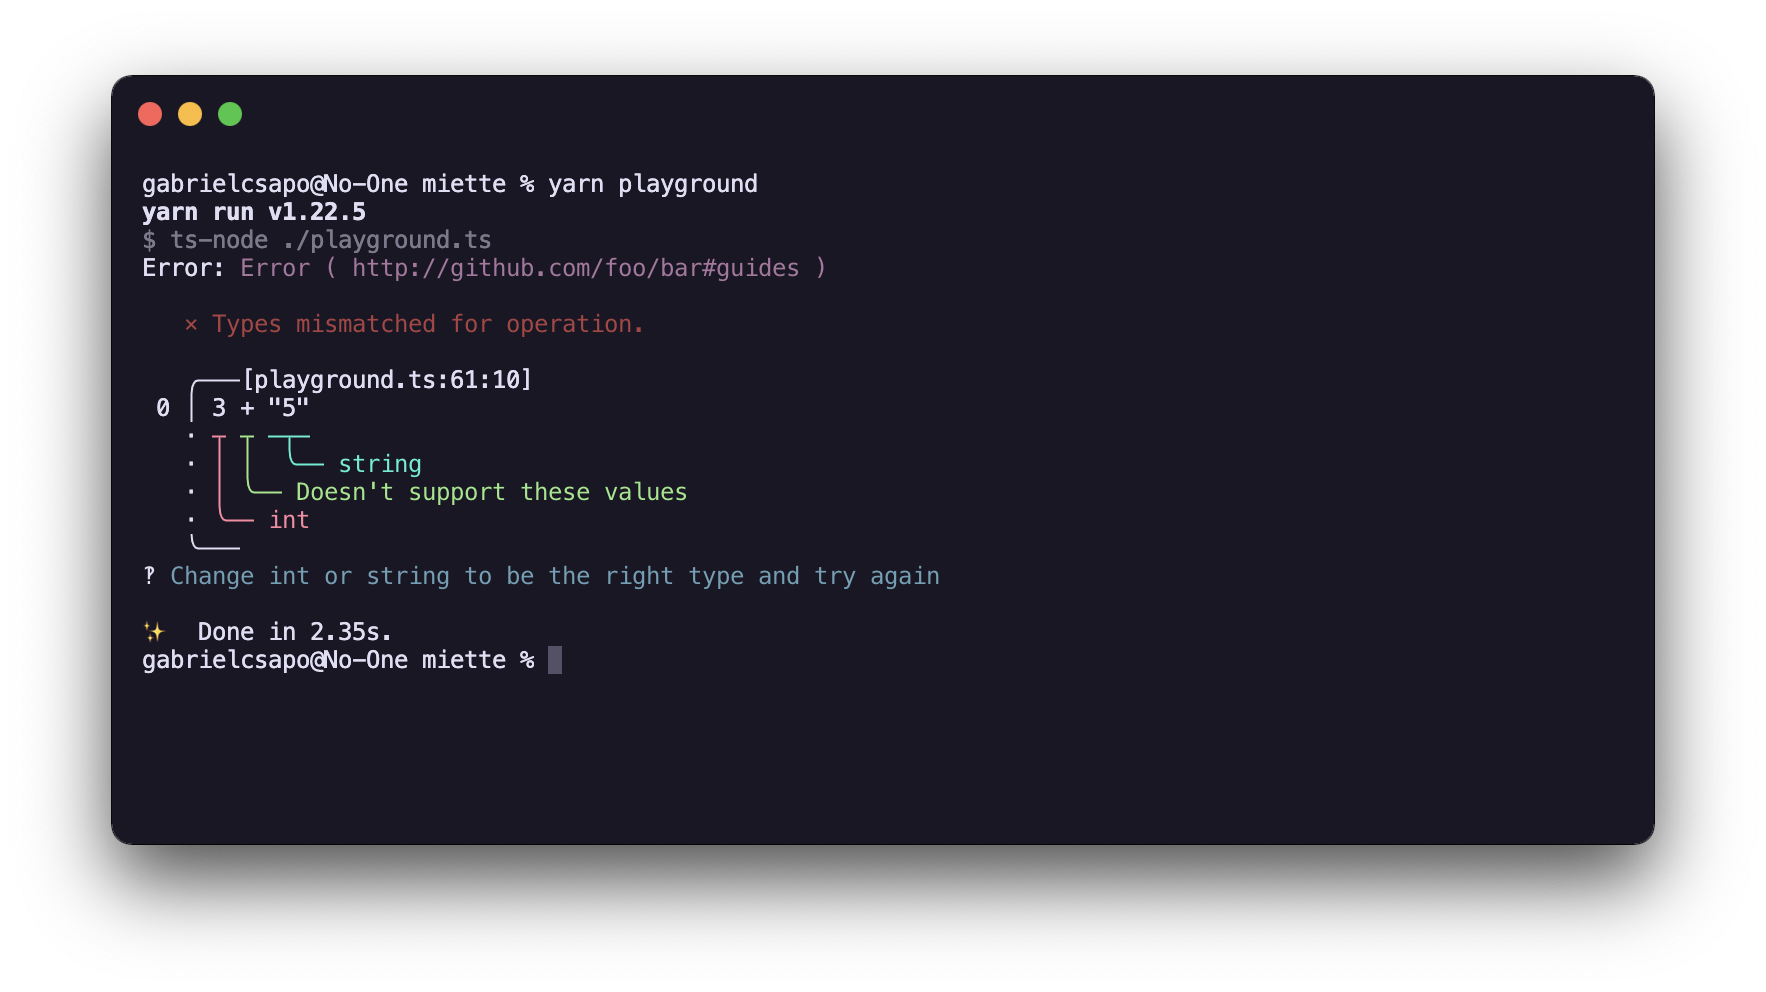 gabrielcsapo@No-One miette % yarn playground
yarn run v1.22.5
$ ts-node ./playground.ts
Error: Error ( http://github.com/foo/bar#guides )
× Types mismatched for operation.
[playground.ts:61:10]
0 │ 3 + "5"
string
Doesn't support these values
int
‽ Change int or string to be the right type and try again
✨ Done in 2.35s.
gabrielcsapo@No-One miette %